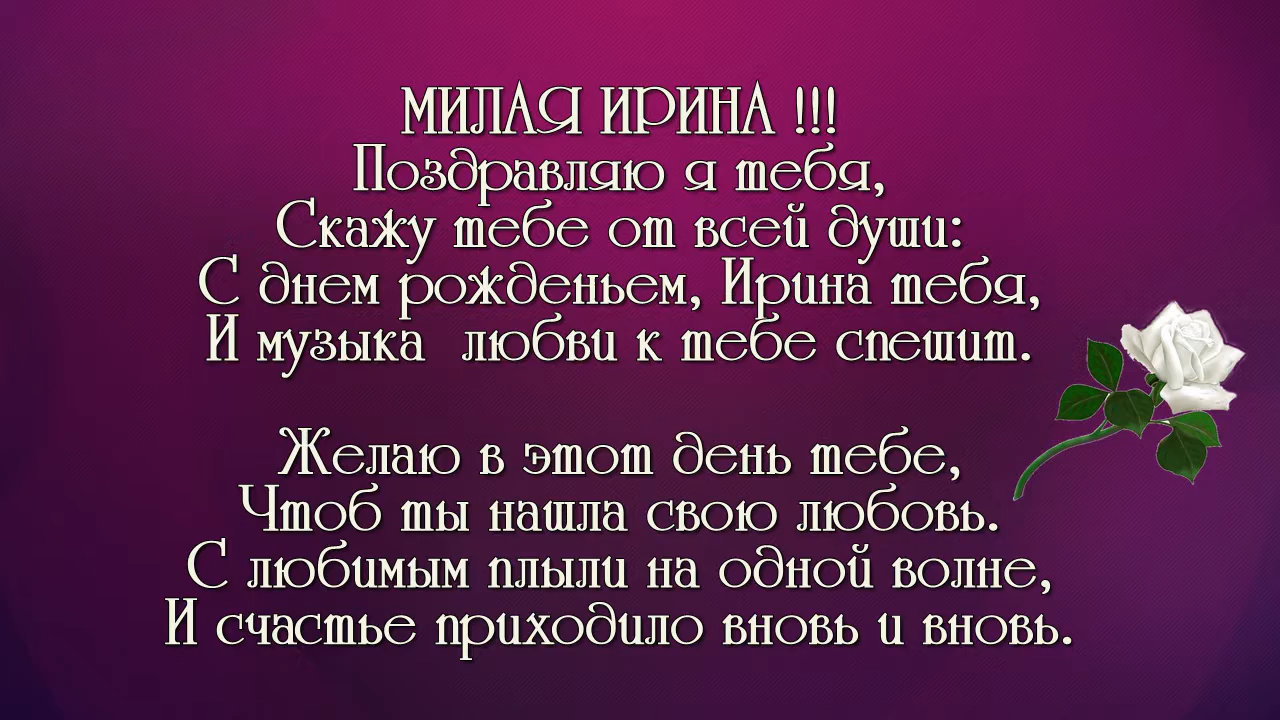 МИЛАЯ ИРИНА !!!
Поздравляю я тебя,
Скажу тебе от всей души:
С днем рожденьем, Ирина тебя,
И музыка  любви к тебе спешит.
Желаю в этот день тебе,
Чтоб ты нашла свою любовь.
С любимым плыли на одной волне,
И счастье приходило вновь и вновь.